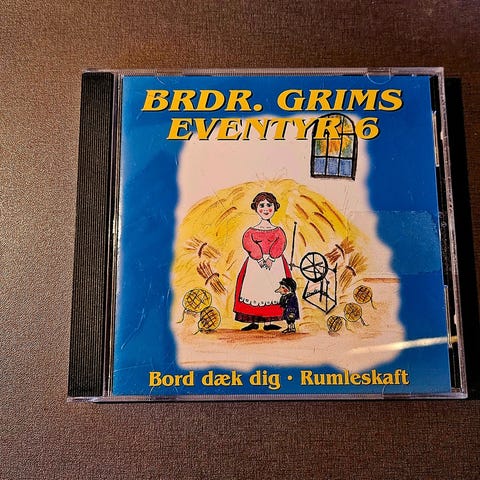 BRDR. GRIMS
EVENTYR 6
Bord dæk dig · Rumleskaft